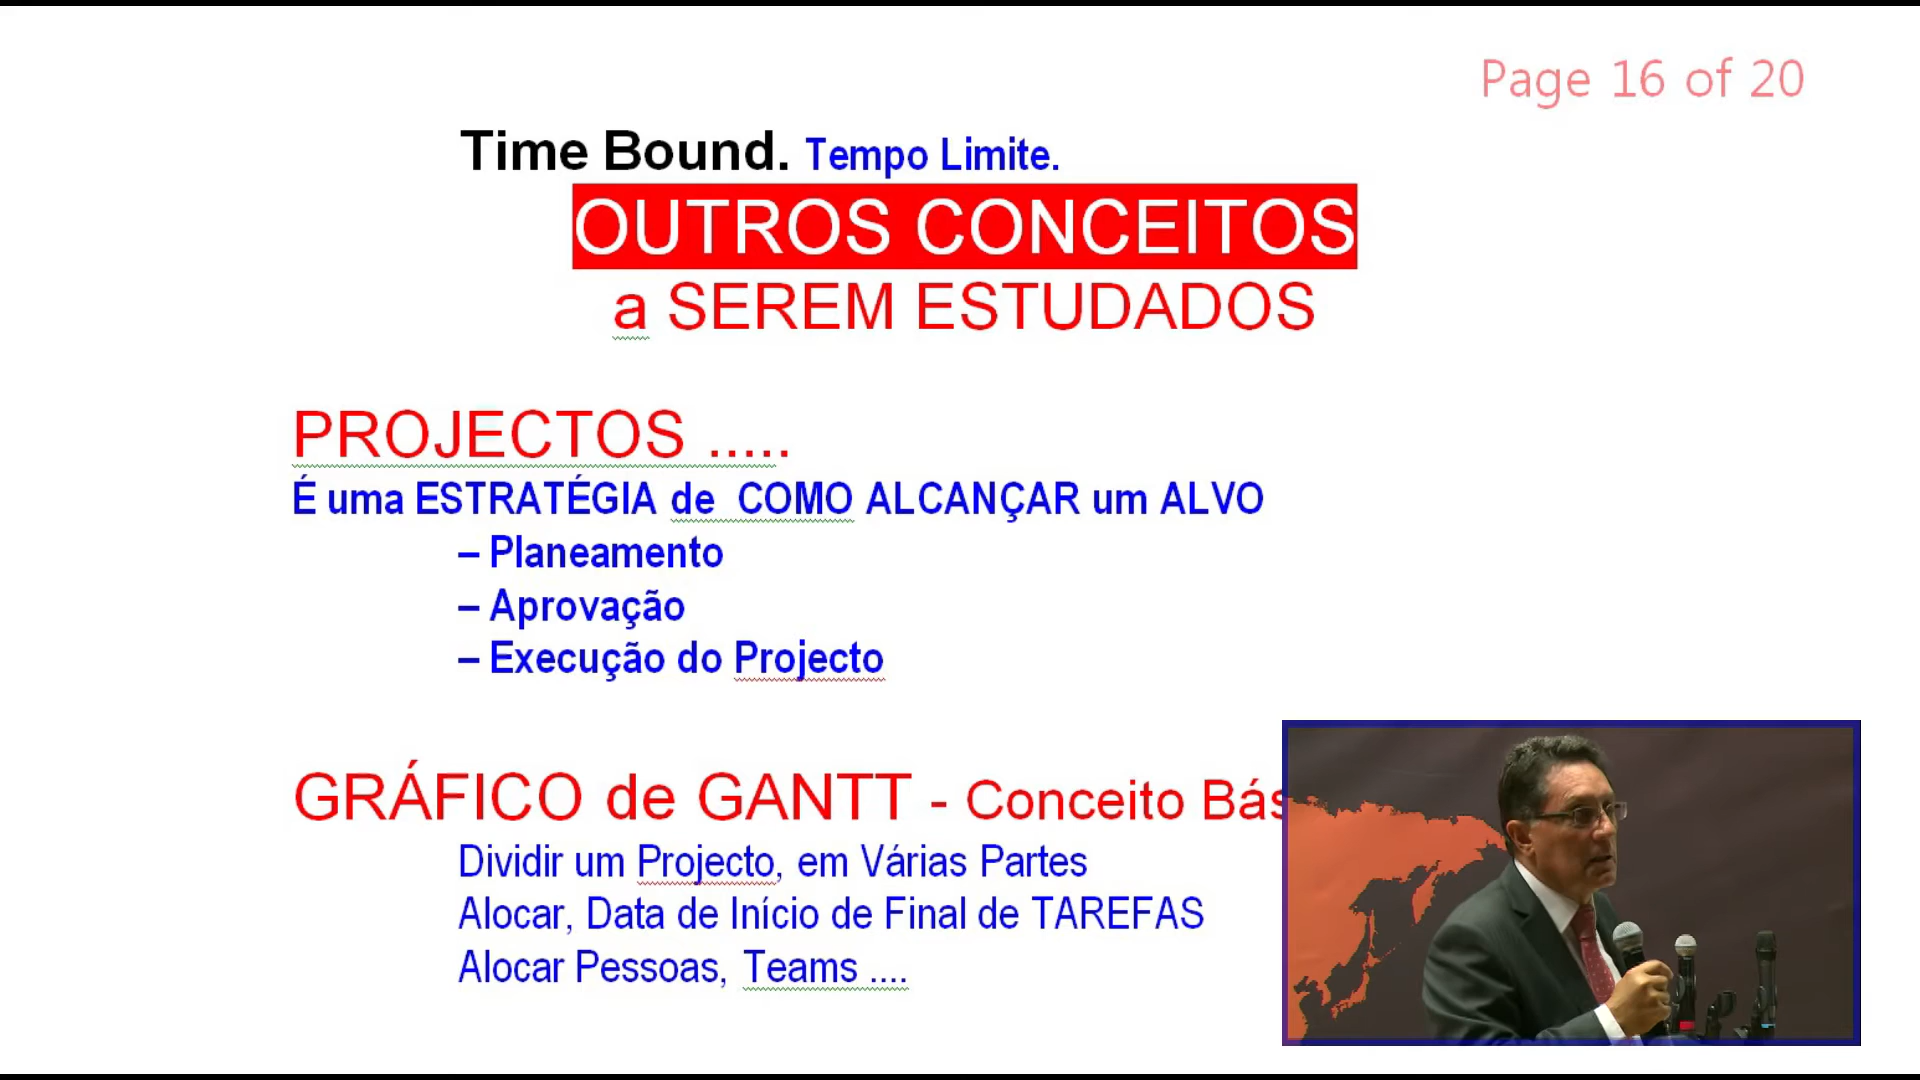 Page 16 of 20
Time Bound. Tempo Limite.
OUTROS CONCEITOS
a SEREM ESTUDADOS
PROJECTOS .....
É uma ESTRATÉGIA de COMO ALCANÇAR um ALVO
– Planeamento
– Aprovação
– Execução do Projecto
GRÁFICO de GANTT - Conceito
Dividir um Projecto, em Várias Partes
Alocar, Data de Início de Final de TAREFAS
Alocar Pessoas, Teams ....